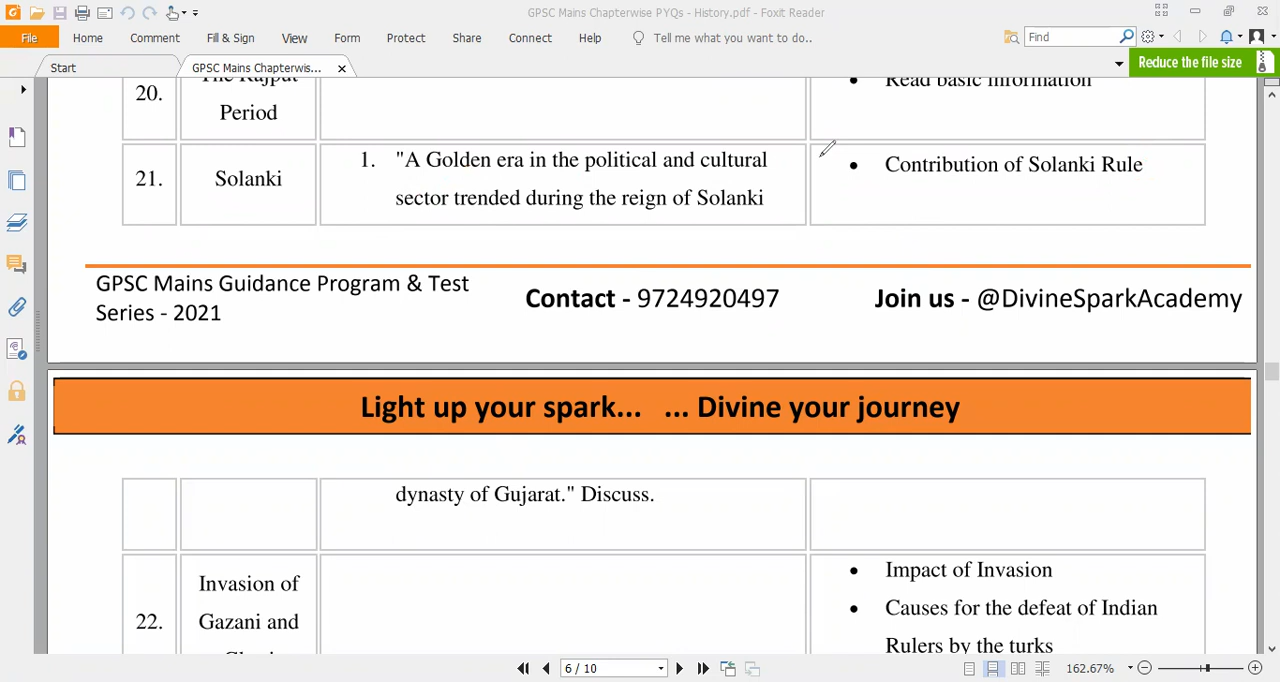 GPSC Mains Chapterwise PYQs - History.pdf - Foxit Reader
File Home Comment Fill & Sign View Form Protect Share Connect Help Tell me what you want to do.. Find
Start GPSC Mains Chapterwis... Reduce the file size
20. The Rajput • Read basic information
Period
21. Solanki 1. "A Golden era in the political and cultural • Contribution of Solanki Rule
sector trended during the reign of Solanki
GPSC Mains Guidance Program & Test
Series - 2021
Contact - 9724920497
Join us - @DivineSparkAcademy
Light up your spark... ... Divine your journey
dynasty of Gujarat." Discuss.
22. Invasion of • Impact of Invasion
Gazani and • Causes for the defeat of Indian
Rulers by the turks
6 / 10 162.67%